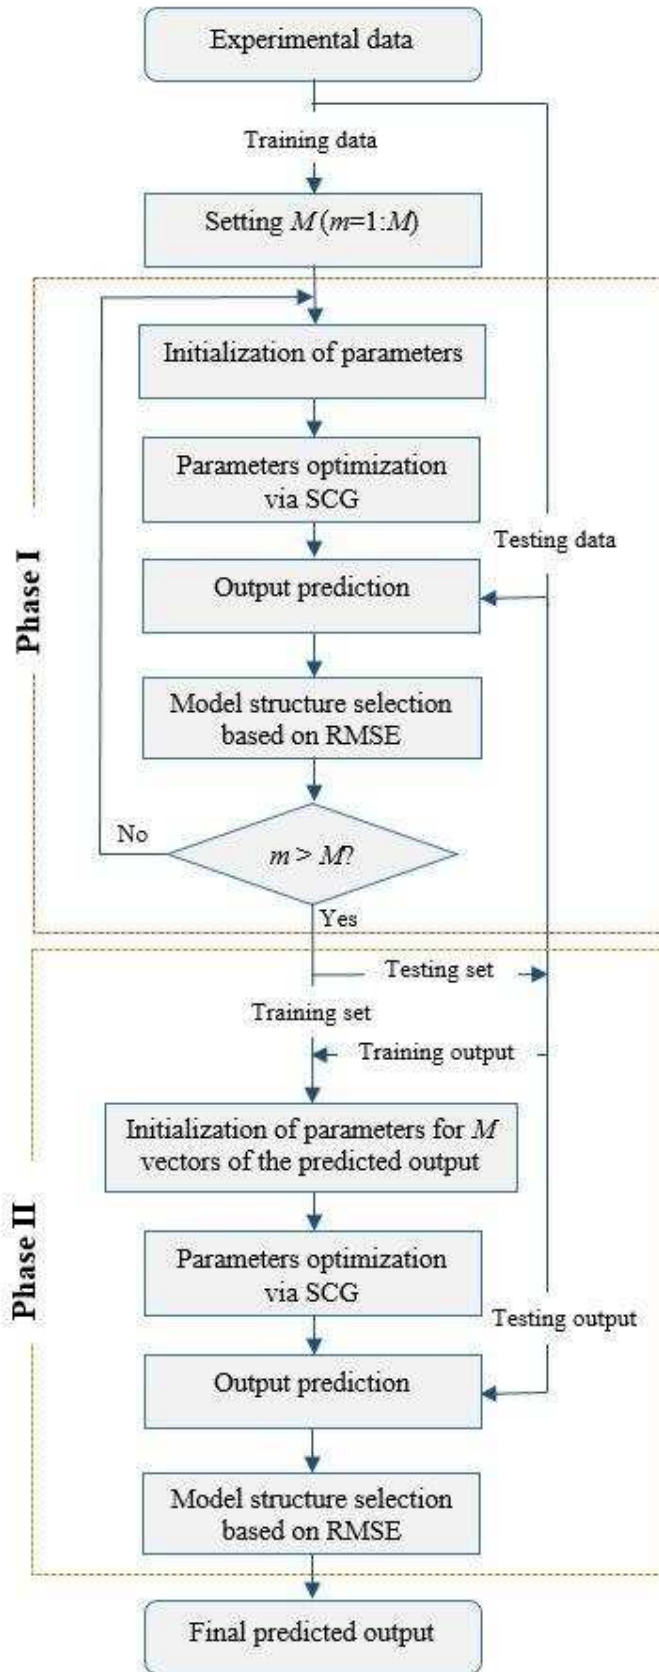 Experimental data
Training data
Setting M (m=1:M)
Initialization of parameters
Parameters optimization
via SCG
Testing data
Output prediction
Phase I
Model structure selection
based on RMSE
No
m > M?
Yes
Testing set
Training set
Training output
Initialization of parameters for M
vectors of the predicted output
Phase II
Parameters optimization
via SCG
Testing output
Output prediction
Model structure selection
based on RMSE
Final predicted output